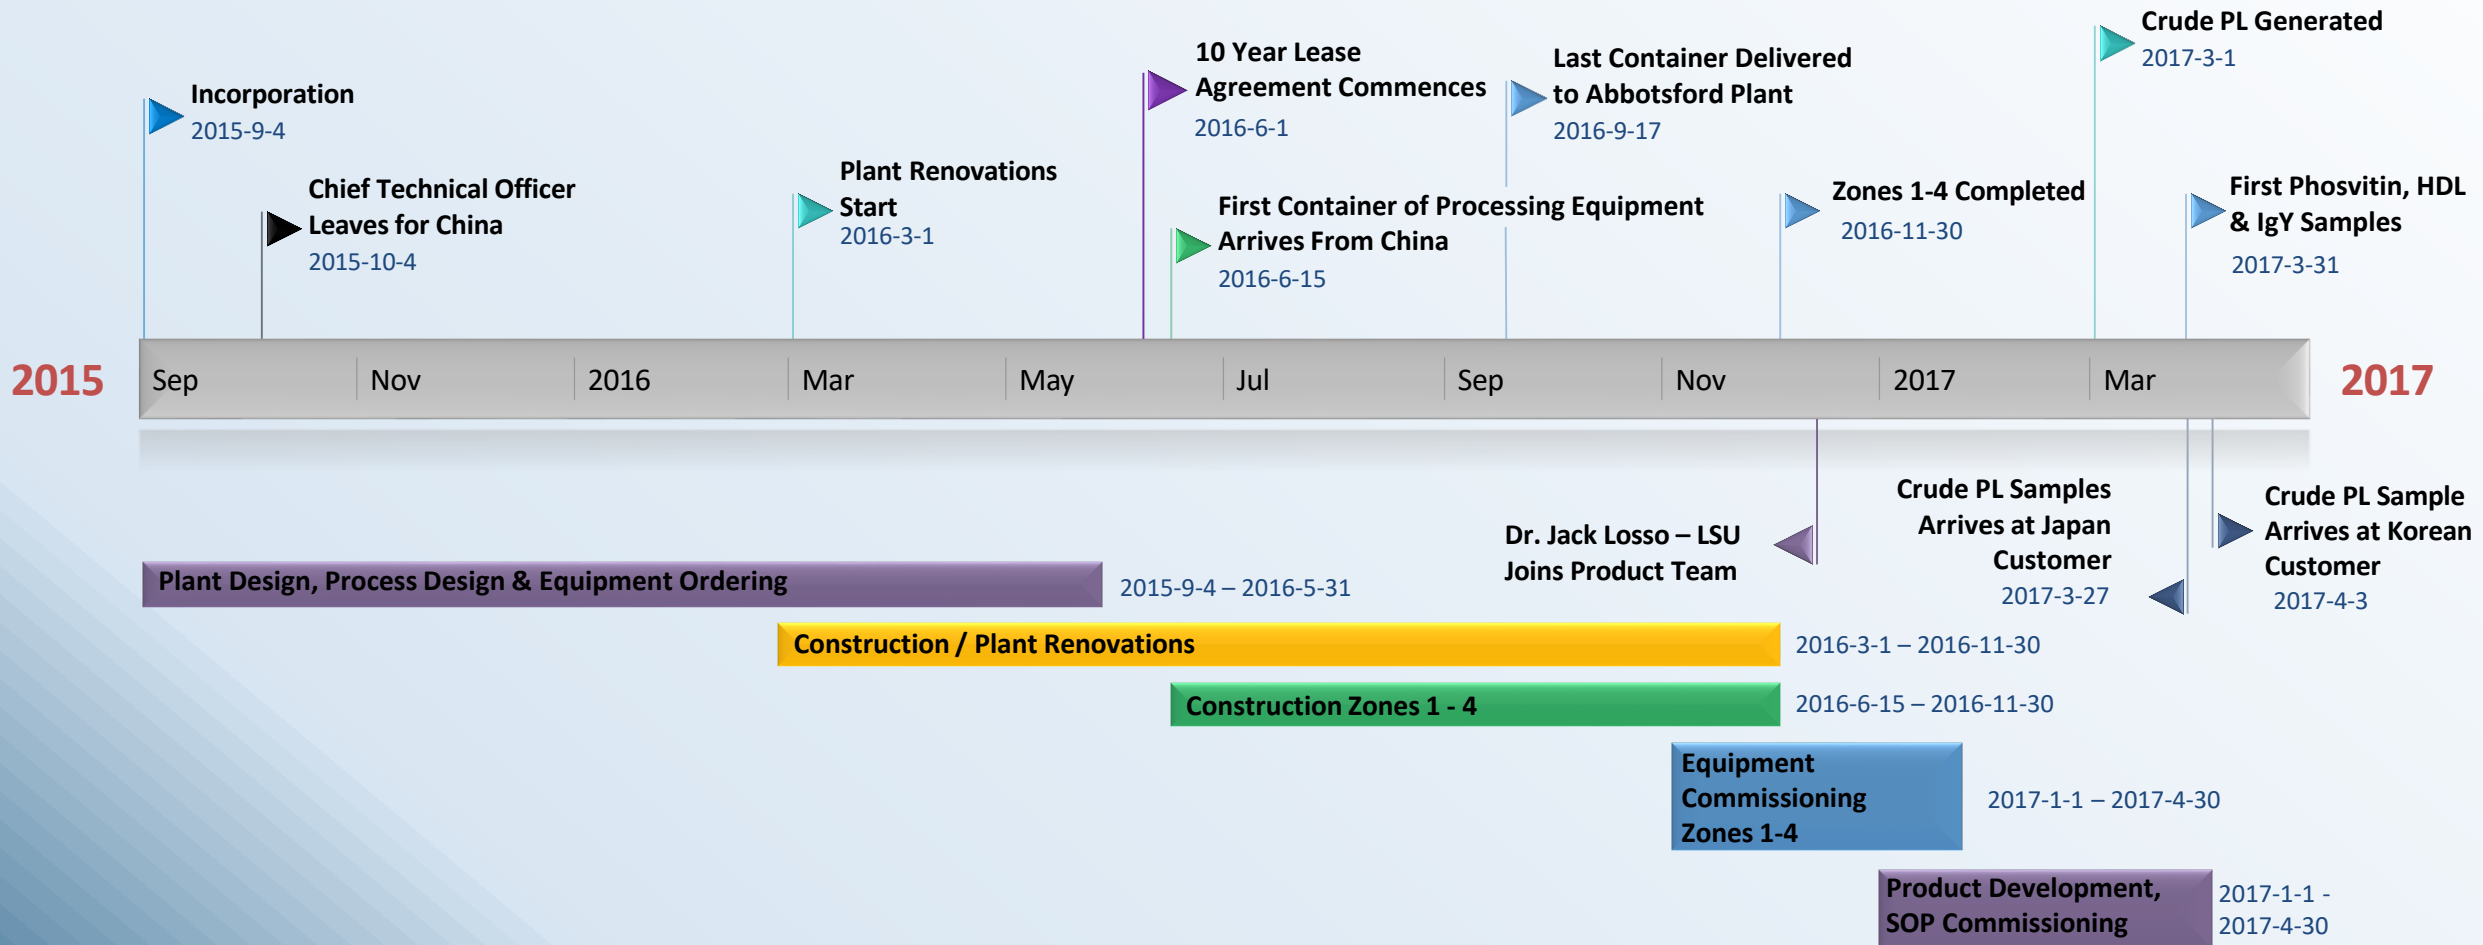 Incorporation
2015-9-4
Chief Technical Officer
Leaves for China
2015-10-4
Plant Renovations
Start
2016-3-1
10 Year Lease
Agreement Commences
2016-6-1
First Container of Processing Equipment
Arrives From China
2016-6-15
Last Container Delivered
to Abbotsford Plant
2016-9-17
Zones 1-4 Completed
2016-11-30
Crude PL Generated
2017-3-1
First Phosvitin, HDL
& IgY Samples
2017-3-31
2015
Sep
Nov
2016
Mar
May
Jul
Sep
Nov
2017
Mar
2017
Dr. Jack Losso – LSU
Joins Product Team
Crude PL Samples
Arrives at Japan
Customer
2017-3-27
Crude PL Sample
Arrives at Korean
Customer
2017-4-3
Plant Design, Process Design & Equipment Ordering
2015-9-4 – 2016-5-31
Construction / Plant Renovations
2016-3-1 – 2016-11-30
Construction Zones 1 - 4
2016-6-15 – 2016-11-30
Equipment
Commissioning
Zones 1-4
2017-1-1 – 2017-4-30
Product Development,
SOP Commissioning
2017-1-1 -
2017-4-30